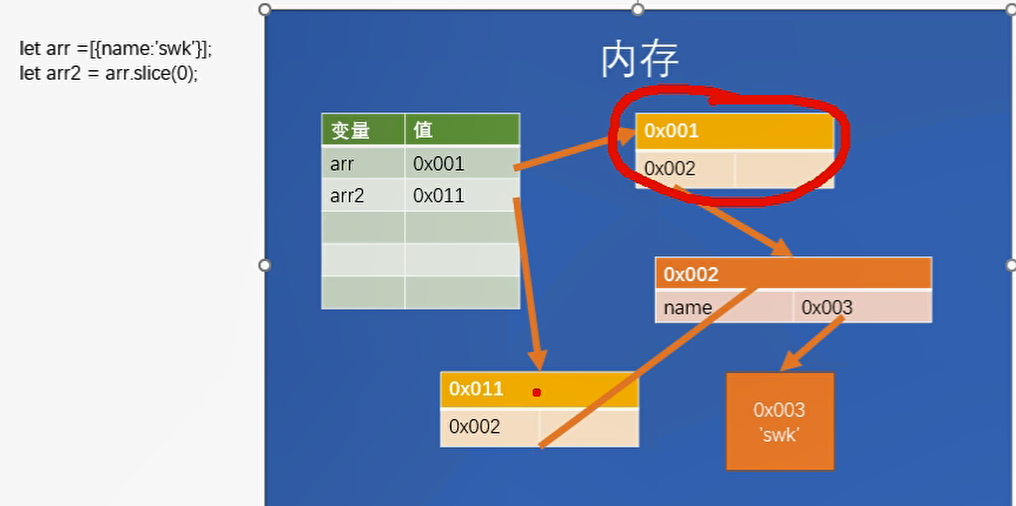 let arr =[{name:'swk'}];
let arr2 = arr.slice(0);
内存
变量 值
arr 0x001
arr2 0x011
0x001
0x002
0x002
name 0x003
0x011
0x002
0x003
'swk'